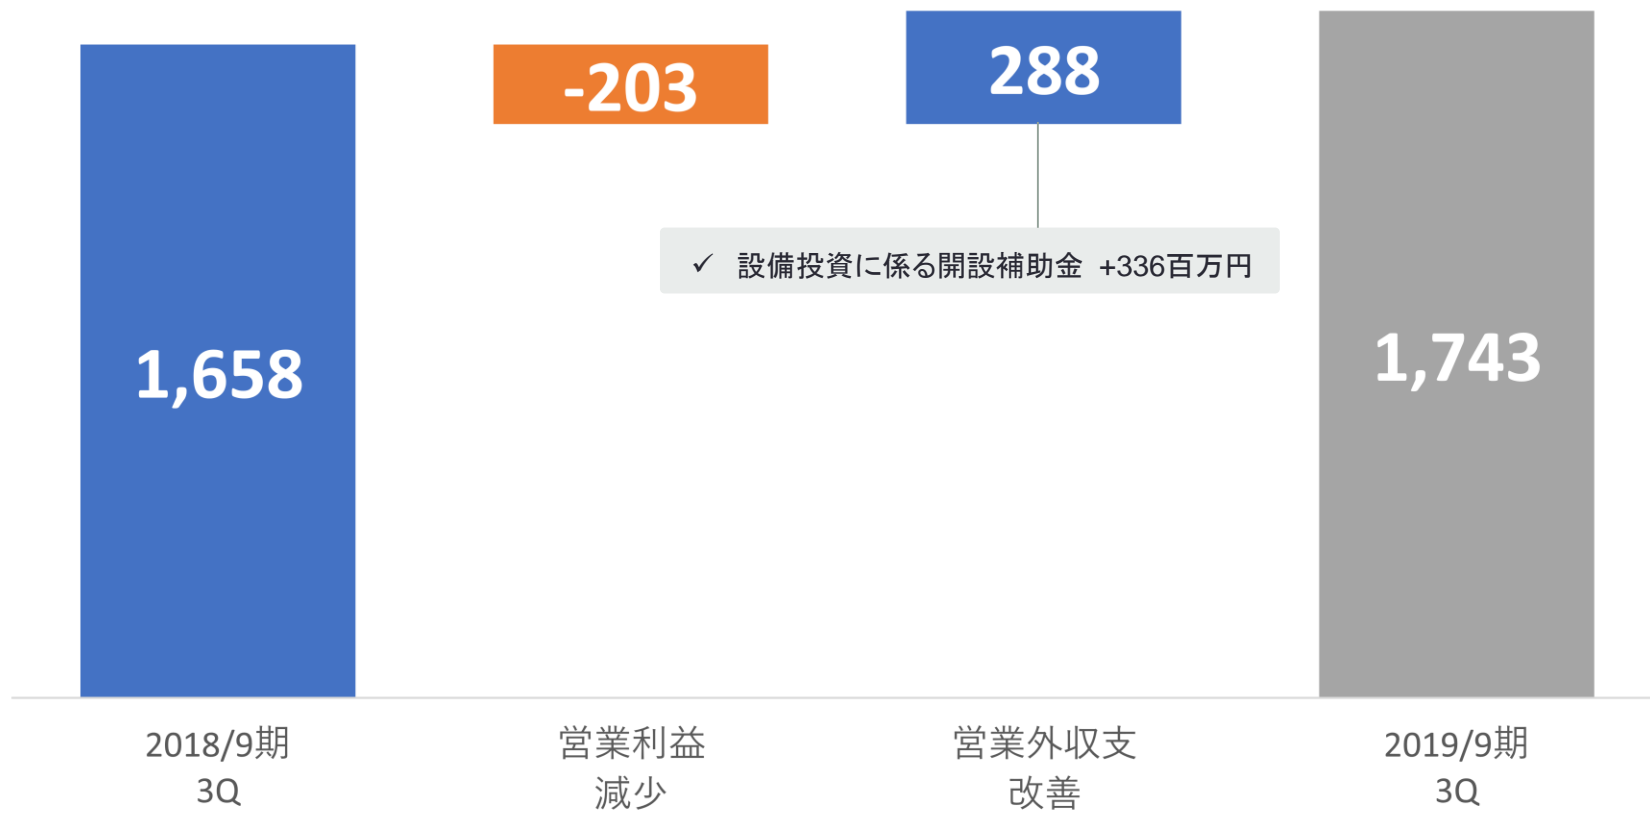 1,658
-203
288
✓ 設備投資に係る開設補助金 +336百万円
1,743
2018/9期
3Q
営業利益
減少
営業外収支
改善
2019/9期
3Q